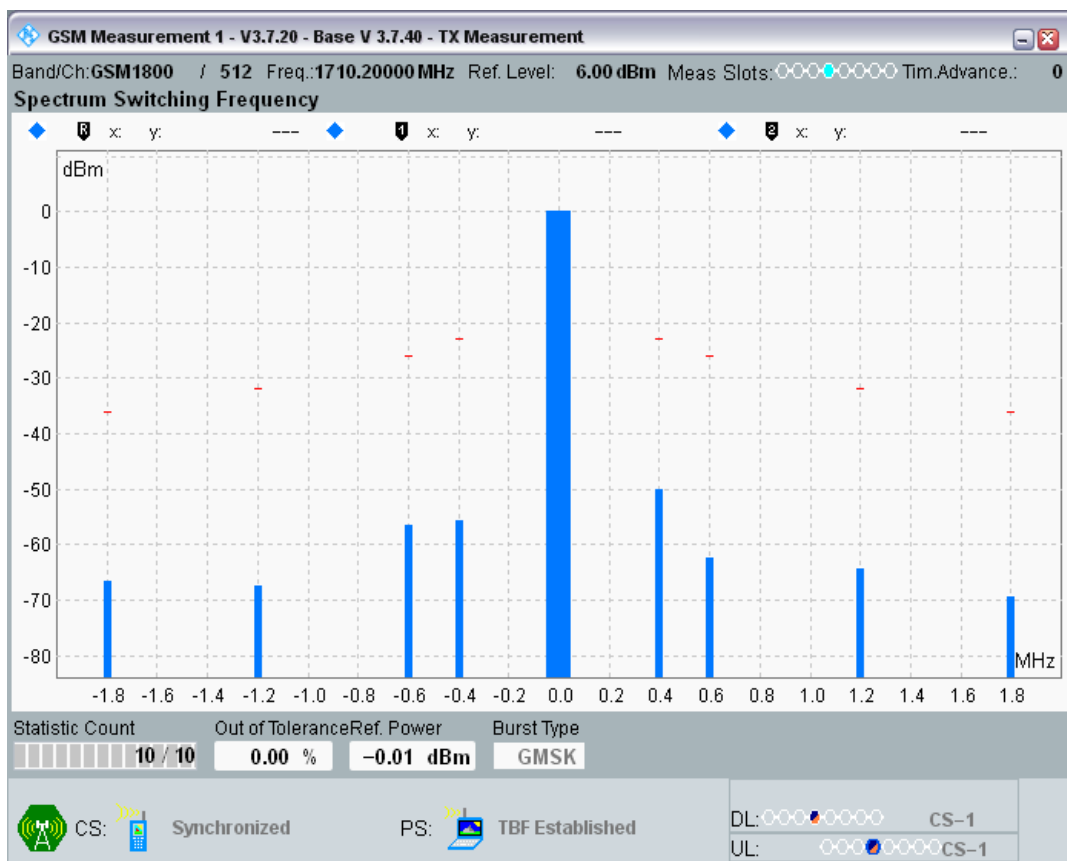 GSM Measurement 1 - V3.7.20 - Base V 3.7.40 - TX Measurement
Band/Ch:GSM1800 / 512 Freq.:1710.20000 MHz Ref. Level: 6.00 dBm Meas Slots: Tim.Advance.: 0
Spectrum Switching Frequency
R x: y: --- 1 x: y: --- 2 x: y: ---
dBm
0
-10
-20
-30
-40
-50
-60
-70
-80
MHz
-1.8 -1.6 -1.4 -1.2 -1.0 -0.8 -0.6 -0.4 -0.2 0.0 0.2 0.4 0.6 0.8 1.0 1.2 1.4 1.6 1.8
Statistic Count Out of Tolerance Ref. Power Burst Type
10 / 10 0.00 % −0.01 dBm GMSK
CS: Synchronized PS: TBF Established DL: CS−1
UL: CS−1